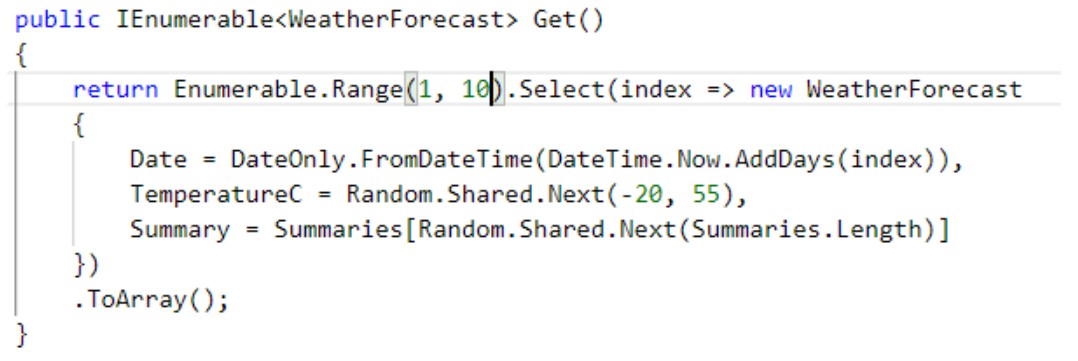 public IEnumerable<WeatherForecast> Get()
{
return Enumerable.Range(1, 10).Select(index => new WeatherForecast
{
Date = DateOnly.FromDateTime(DateTime.Now.AddDays(index)),
TemperatureC = Random.Shared.Next(-20, 55),
Summary = Summaries[Random.Shared.Next(Summaries.Length)]
})
.ToArray();
}